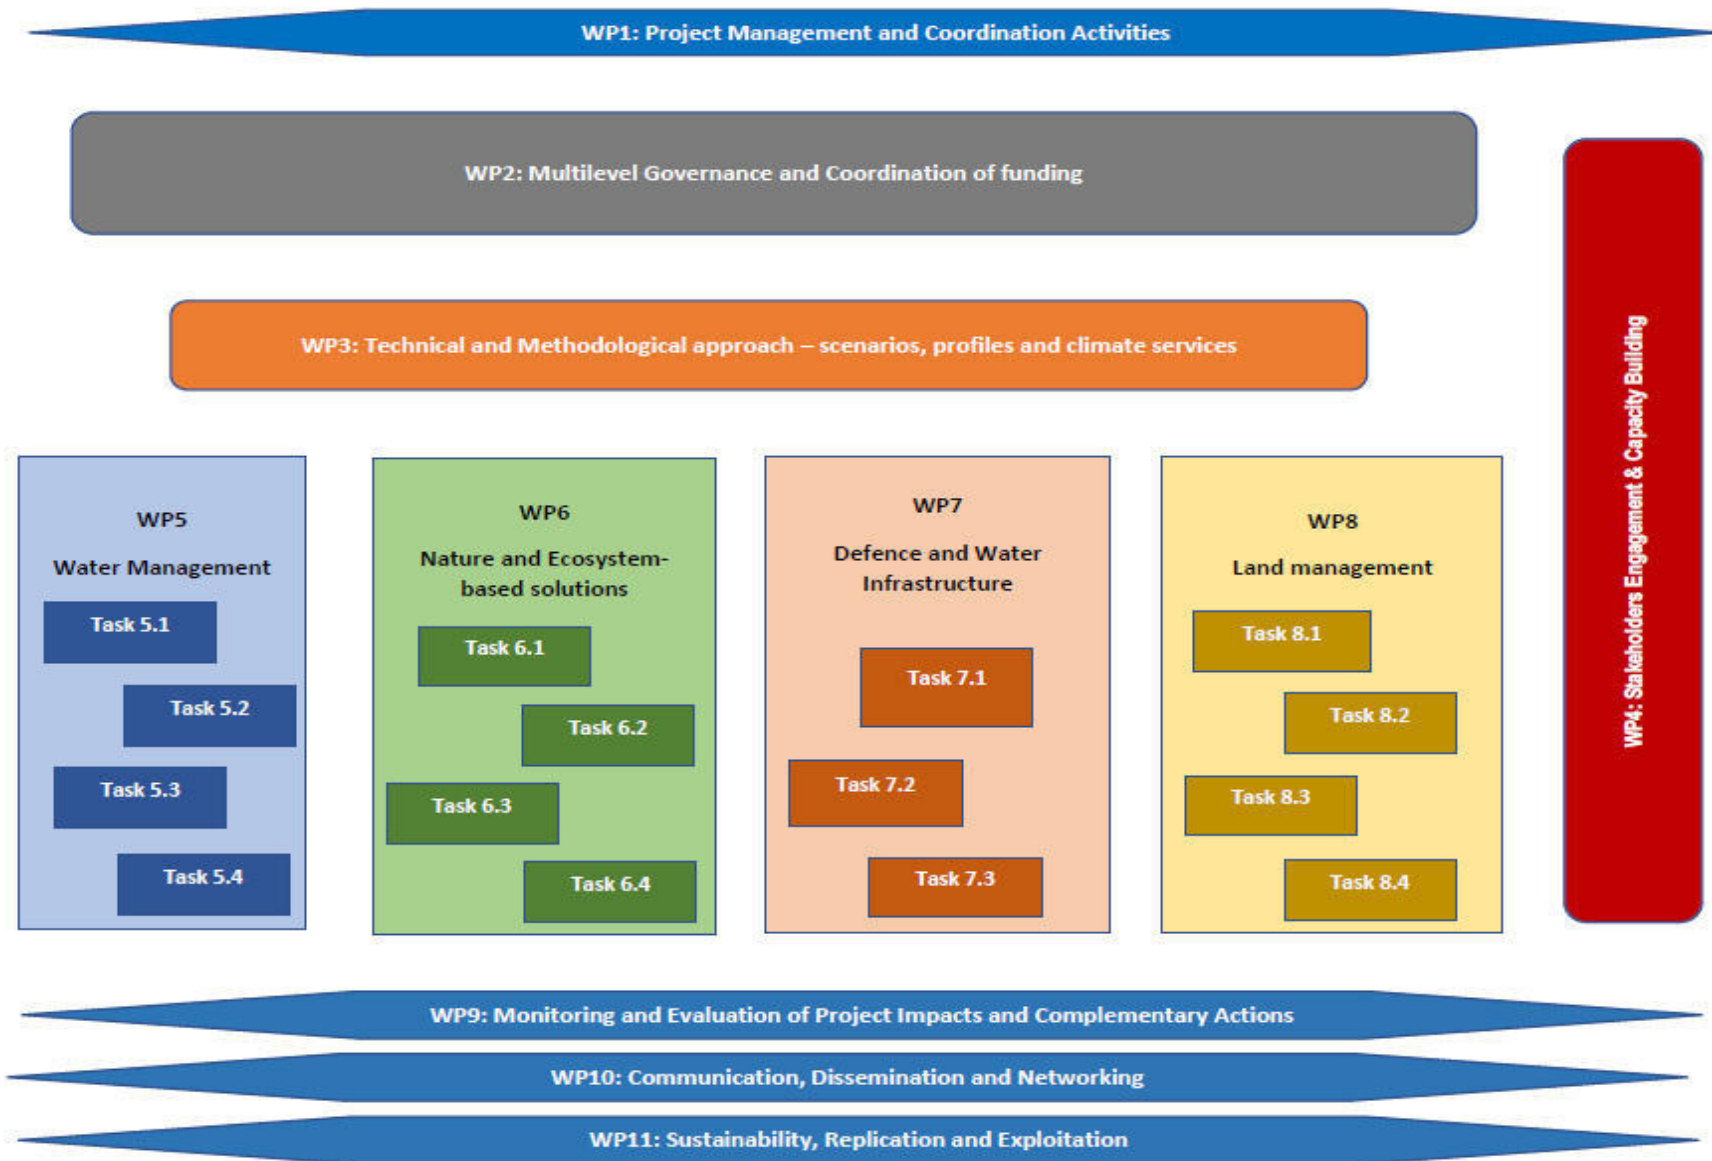 WP1: Project Management and Coordination Activities
WP2: Multilevel Governance and Coordination of funding
WP3: Technical and Methodological approach – scenarios, profiles and climate services
WP4: Stakeholders Engagement & Capacity Building
WP5
Water Management
Task 5.1
Task 5.2
Task 5.3
Task 5.4
WP6
Nature and Ecosystem-
based solutions
Task 6.1
Task 6.2
Task 6.3
Task 6.4
WP7
Defence and Water
Infrastructure
Task 7.1
Task 7.2
Task 7.3
WP8
Land management
Task 8.1
Task 8.2
Task 8.3
Task 8.4
WP9: Monitoring and Evaluation of Project Impacts and Complementary Actions
WP10: Communication, Dissemination and Networking
WP11: Sustainability, Replication and Exploitation